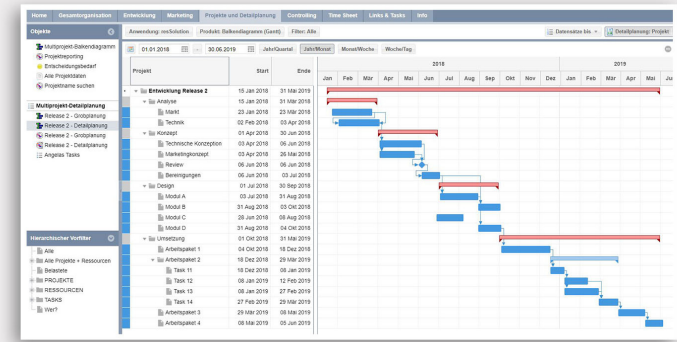 Home Gesamtorganisation Entwicklung Marketing Projekte und Detailplanung Controlling Time Sheet Links & Tasks Info
Objekte
Anwendung: resSolution Produkt: Balkendiagramm (Gantt) Filter: Alle Datensätze bis Detailplanung: Projekt
Multiprojekt-Balkendiagramm
Projektreporting
Entscheidungsbedarf
Alle Projektdaten
Projektname suchen
Multiprojekt-Detailplanung
Release 2 - Grobplanung
Release 2 - Detailplanung
Release 2 - Grobplanung
Release 2 - Detailplanung
Angelas Tasks
Hierarchischer Vorfilter
Alle
Alle Projekte + Ressourcen
Belastete
PROJEKTE
RESSOURCEN
TASKS
Wer?
01.01.2018 ... 30.06.2019 Jahr/Quartal Jahr/Monat Monat/Woche Woche/Tag
2018 2019
Projekt Start Ende
Jan Feb Mär Apr Mai Jun Jul Aug Sep Okt Nov Dez Jan Feb Mär Apr Mai
Entwicklung Release 2 15 Jan 2018 31 Mai 2019
Analyse 15 Jan 2018 31 Mär 2018
Markt 23 Jan 2018 23 Mär 2018
Technik 02 Feb 2018 03 Apr 2018
Konzept 01 Apr 2018 30 Jun 2018
Technische Konzeption 03 Apr 2018 06 Jun 2018
Marketingkonzept 03 Apr 2018 26 Mai 2018
Review 06 Jun 2018 06 Jun 2018
Bereinigungen 06 Jun 2018 03 Jul 2018
Design 01 Jul 2018 30 Sep 2018
Modul A 03 Jul 2018 31 Aug 2018
Modul B 31 Aug 2018 03 Okt 2018
Modul C 28 Jun 2018 08 Aug 2018
Modul D 31 Aug 2018 04 Okt 2018
Umsetzung 01 Okt 2018 31 Mai 2019
Arbeitspaket 1 04 Okt 2018 18 Dez 2018
Arbeitspaket 2 18 Dez 2018 29 Mär 2019
Task 11 18 Dez 2018 08 Jan 2019
Task 12 08 Jan 2019 12 Feb 2019
Task 13 08 Jan 2019 27 Feb 2019
Task 14 27 Feb 2019 29 Mär 2019
Arbeitspaket 3 29 Mär 2019 08 Mai 2019
Arbeitspaket 4 08 Mai 2019 05 Jun 2019